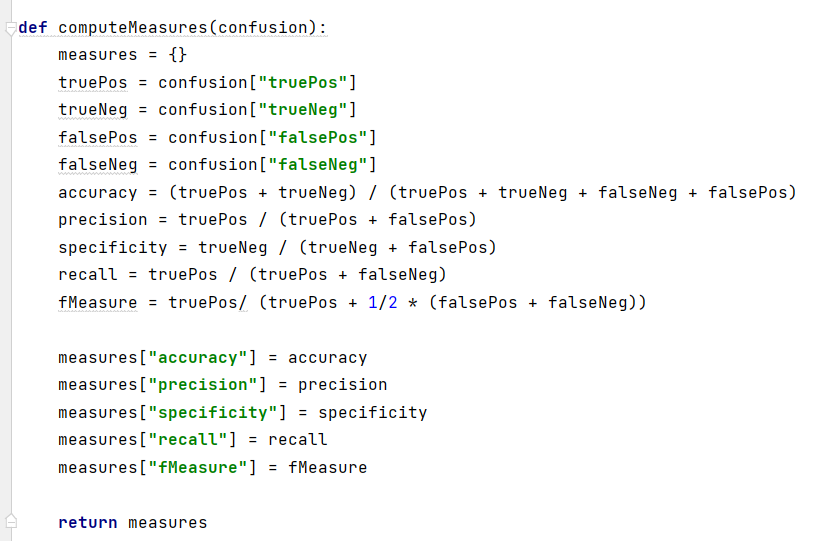 def computeMeasures(confusion):
    measures = {}
    truePos = confusion["truePos"]
    trueNeg = confusion["trueNeg"]
    falsePos = confusion["falsePos"]
    falseNeg = confusion["falseNeg"]
    accuracy = (truePos + trueNeg) / (truePos + trueNeg + falseNeg + falsePos)
    precision = truePos / (truePos + falsePos)
    specificity = trueNeg / (trueNeg + falsePos)
    recall = truePos / (truePos + falseNeg)
    fMeasure = truePos/ (truePos + 1/2 * (falsePos + falseNeg))

    measures["accuracy"] = accuracy
    measures["precision"] = precision
    measures["specificity"] = specificity
    measures["recall"] = recall
    measures["fMeasure"] = fMeasure

    return measures